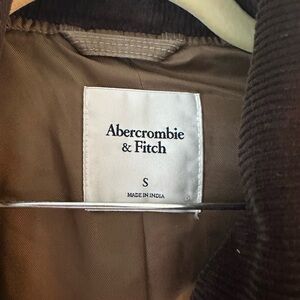 Abercrombie
& Fitch
S
MADE IN INDIA